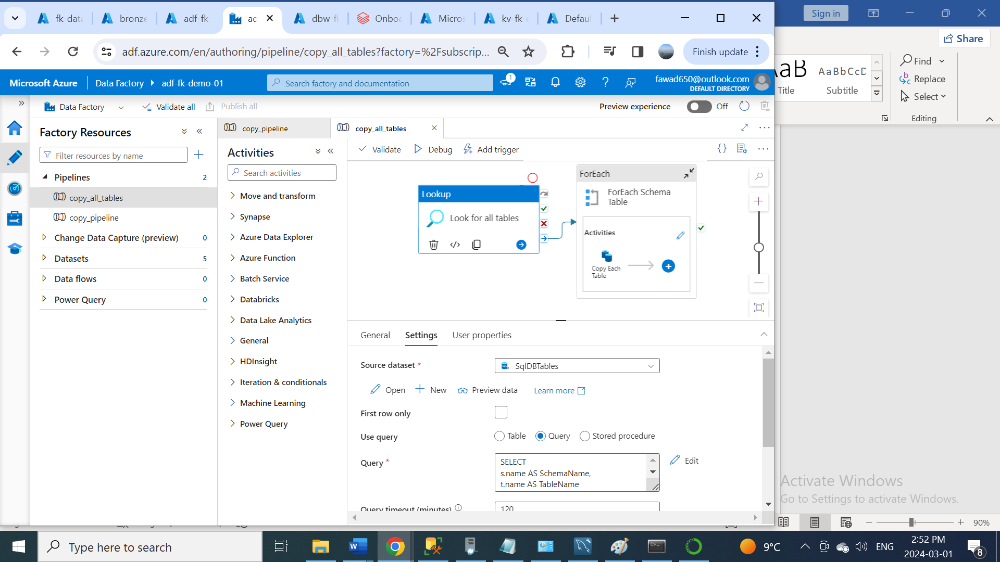 fk-data
bronze
adf-fk-
ad
dbw-f
Onboa
Micros
kv-fk-
Defaul
Sign in
Share
adf.azure.com/en/authoring/pipeline/copy_all_tables?factory=%2Fsubscrip...
Finish update
AaB
AaBbCcD
Title
Subtitle
Find
Replace
Select
Editing
Microsoft Azure
Data Factory
adf-fk-demo-01
Search factory and documentation
1
fawad650@outlook.com
DEFAULT DIRECTORY
Data Factory
Validate all
Publish all
Preview experience
Off
Factory Resources
Filter resources by name
Pipelines 2
copy_all_tables
copy_pipeline
Change Data Capture (preview) 0
Datasets 5
Data flows 0
Power Query 0
copy_pipeline
copy_all_tables
Activities
Search activities
Move and transform
Synapse
Azure Data Explorer
Azure Function
Batch Service
Databricks
Data Lake Analytics
General
HDInsight
Iteration & conditionals
Machine Learning
Power Query
Validate
Debug
Add trigger
Lookup
Look for all tables
ForEach
ForEach Schema
Table
Activities
Copy Each
Table
General
Settings
User properties
Source dataset *
SqlDBTables
Open
New
Preview data
Learn more
First row only
Use query
Table
Query
Stored procedure
Query *
SELECT
s.name AS SchemaName,
t.name AS TableName
Edit
Query timeout (minutes)
120
Activate Windows
Go to Settings to activate Windows.
90%
Type here to search
9°C
ENG
2:52 PM
2024-03-01
8